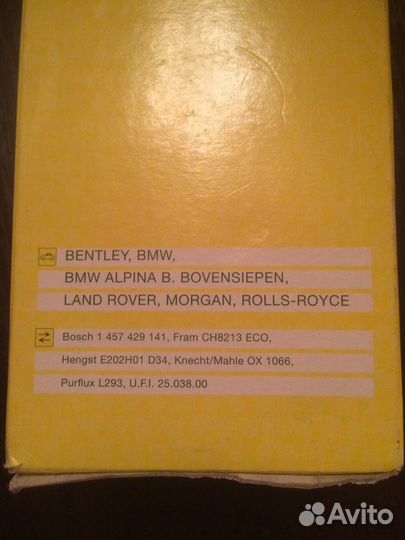 BENTLEY, BMW,
BMW ALPINA B. BOVENSIEPEN,
LAND ROVER, MORGAN, ROLLS-ROYCE
Bosch 1 457 429 141, Fram CH8213 ECO,
Hengst E202H01 D34, Knecht/Mahle OX 1066,
Purflux L293, U.F.I. 25.038.00
Avito